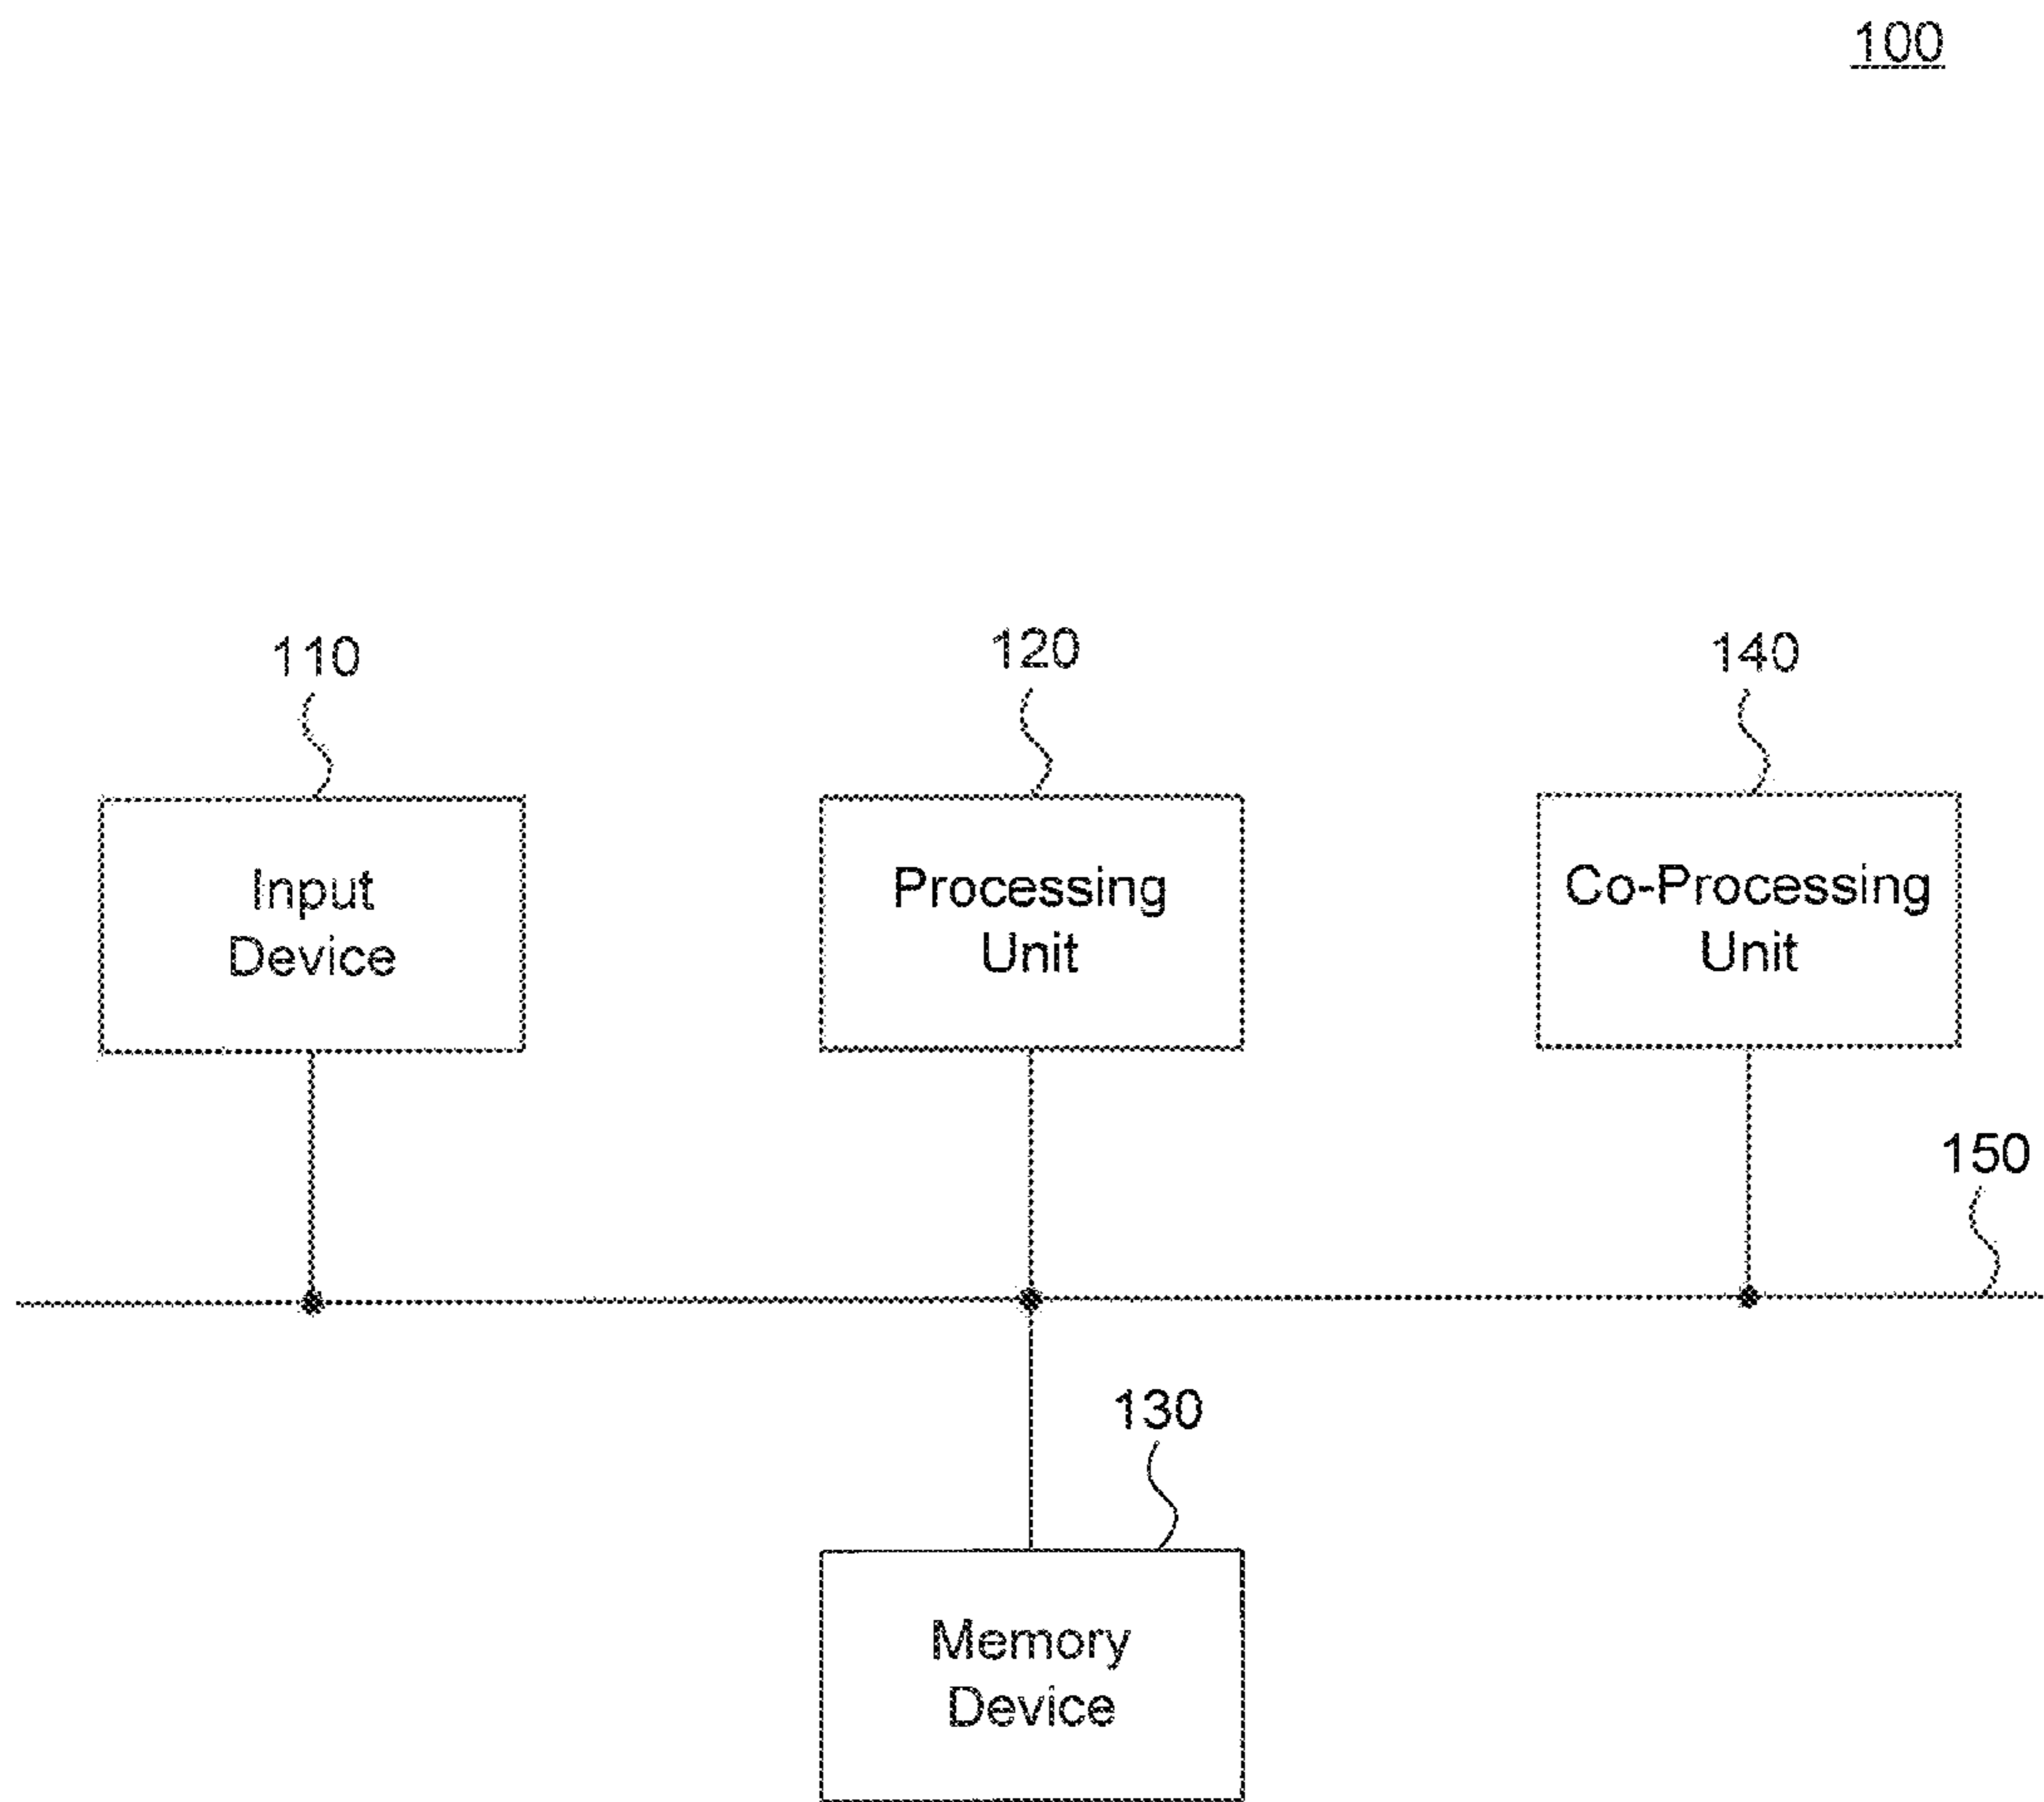 100
110
120
140
Input
Device
Processing
Unit
Co-Processing
Unit
150
130
Memory
Device